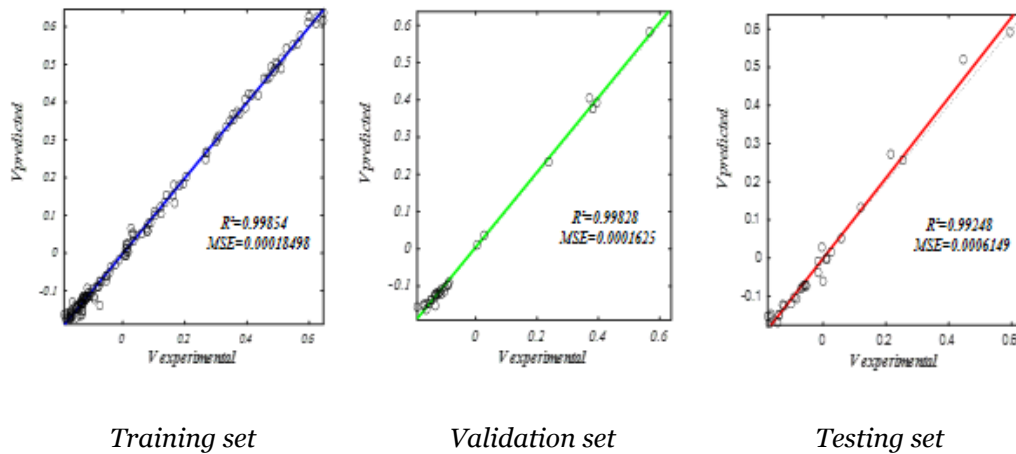 0.6
0.5
0.4
0.3
0.2
0.1
0
-0.1
V predicted
R²=0.99854
MSE=0.00018498
0
0.2
0.4
0.6
V experimental
Training set
0.6
0.5
0.4
0.3
0.2
0.1
0
-0.1
V predicted
R²=0.99828
MSE=0.0001625
0
0.2
0.4
0.6
V experimental
Validation set
0.6
0.5
0.4
0.3
0.2
0.1
0
-0.1
V predicted
R²=0.99248
MSE=0.0006149
0
0.2
0.4
0.6
V experimental
Testing set